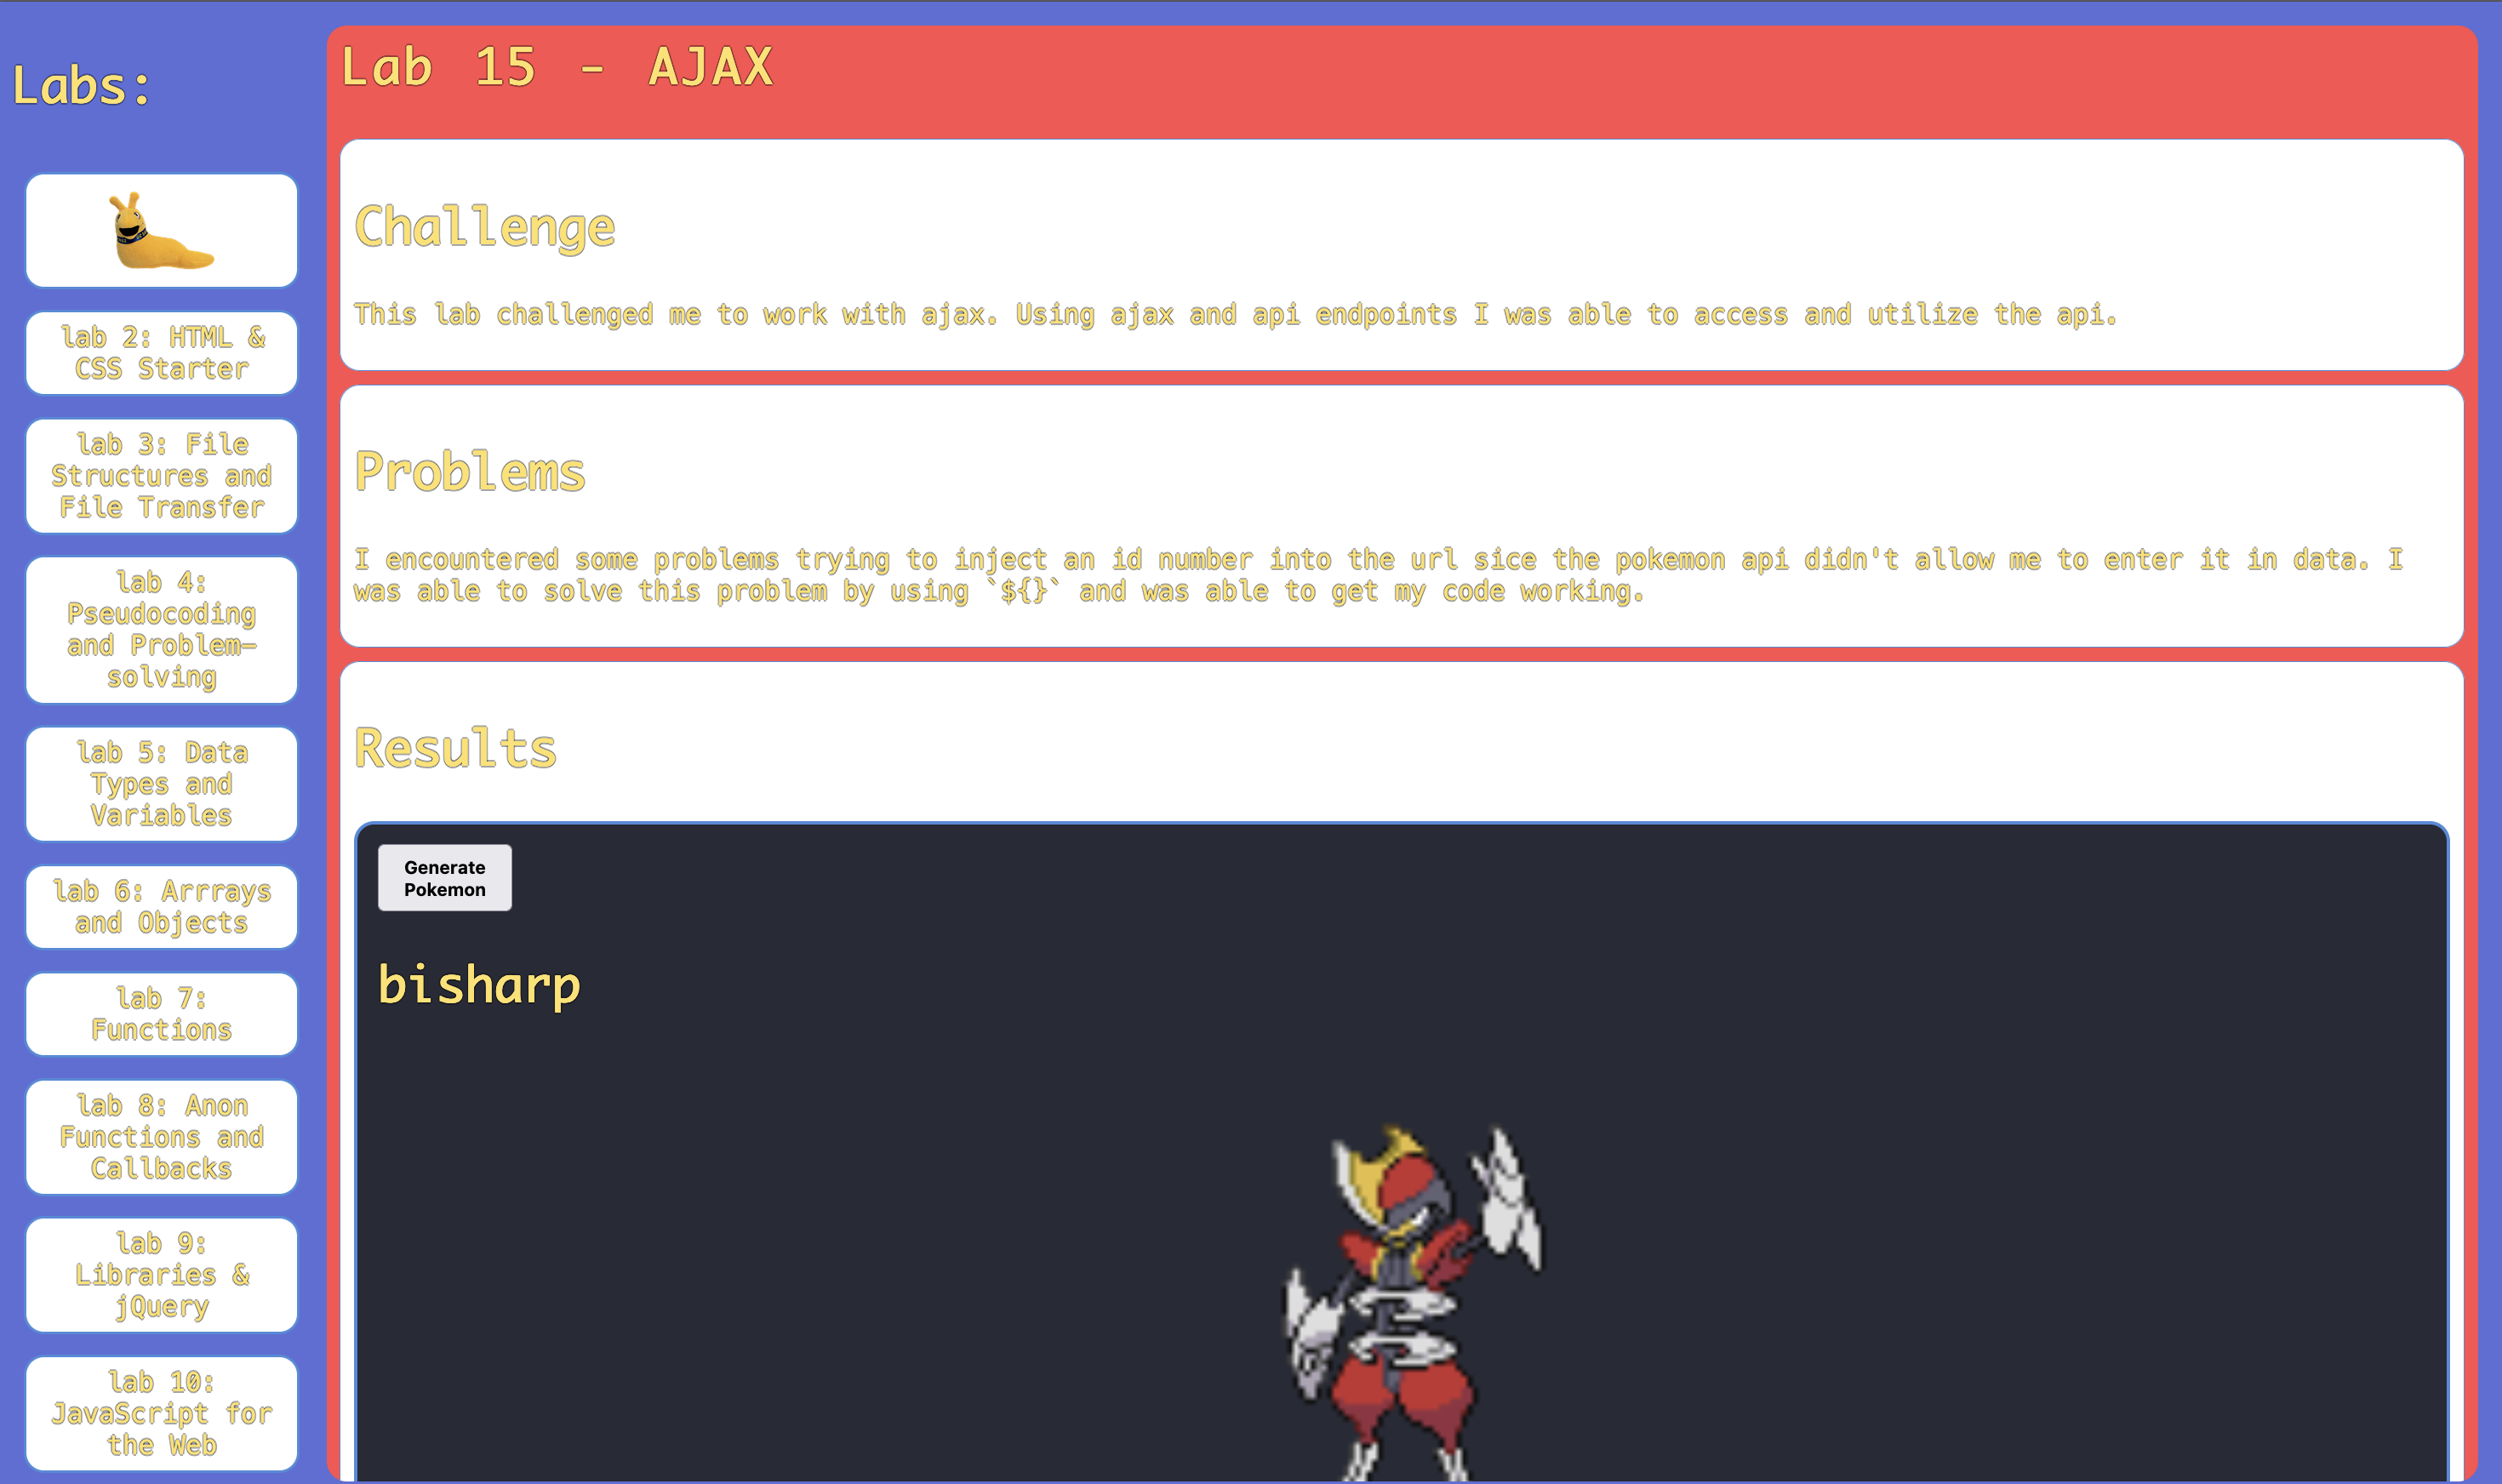 Labs:
lab 2: HTML &
CSS Starter
lab 3: File
Structures and
File Transfer
lab 4:
Pseudocoding
and Problem-
solving
lab 5: Data
Types and
Variables
lab 6: Arrrays
and Objects
lab 7:
Functions
lab 8: Anon
Functions and
Callbacks
lab 9:
Libraries &
jQuery
lab 10:
JavaScript for
the Web
Lab 15 - AJAX
Challenge
This lab challenged me to work with ajax. Using ajax and api endpoints I was able to access and utilize the api.
Problems
I encountered some problems trying to inject an id number into the url sice the pokemon api didn't allow me to enter it in data. I
was able to solve this problem by using `${}` and was able to get my code working.
Results
Generate
Pokemon
bisharp